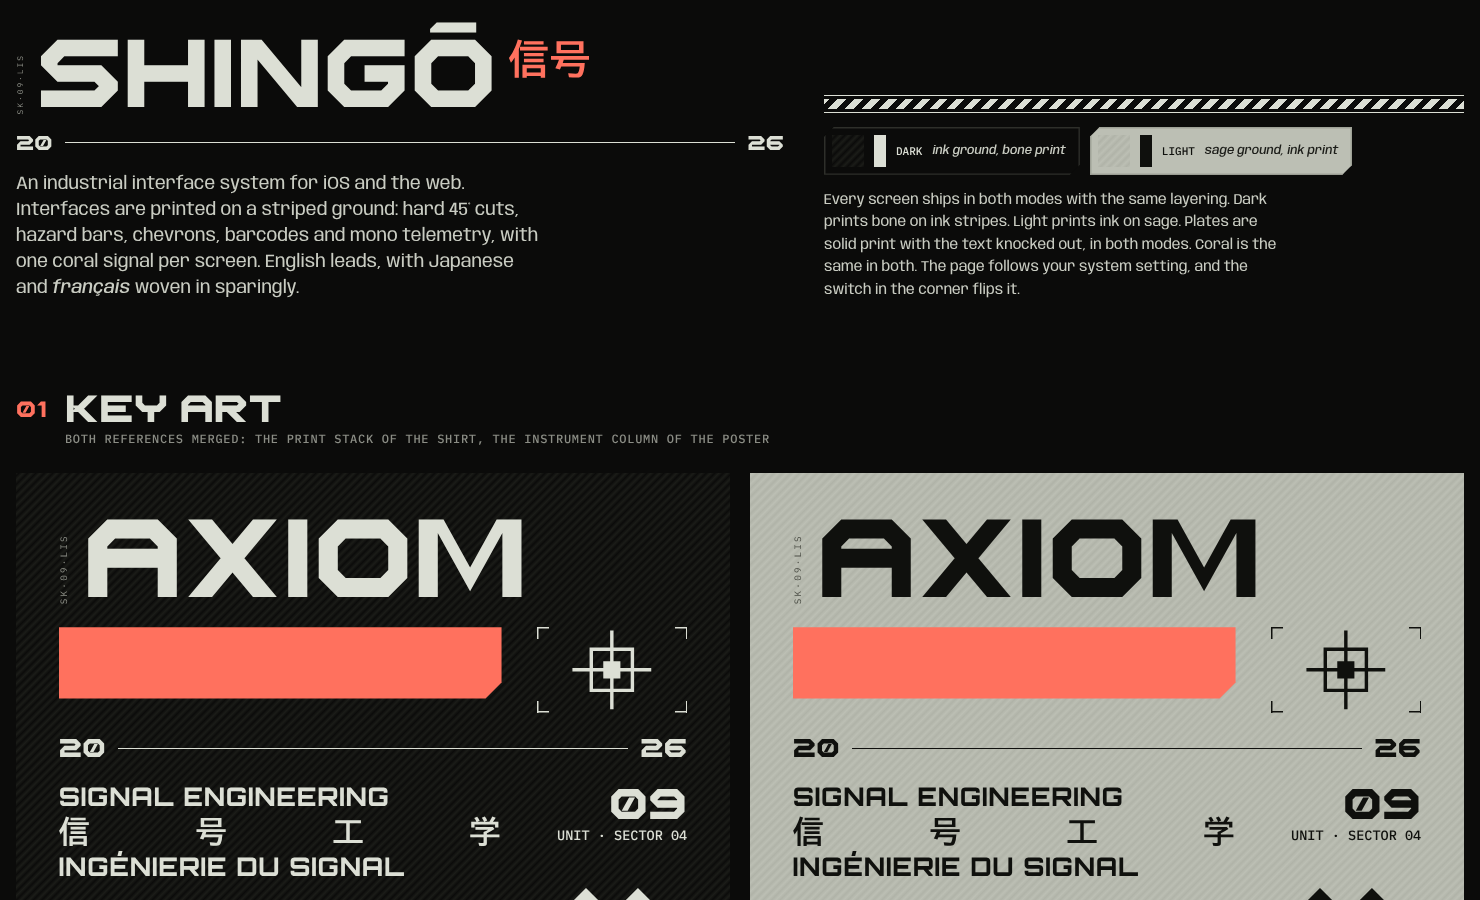 SK-09-LIS
SHINGŌ 信号
20 26
An industrial interface system for iOS and the web.
Interfaces are printed on a striped ground: hard 45° cuts,
hazard bars, chevrons, barcodes and mono telemetry, with
one coral signal per screen. English leads, with Japanese
and français woven in sparingly.
DARK ink ground, bone print
LIGHT sage ground, ink print
Every screen ships in both modes with the same layering. Dark
prints bone on ink stripes. Light prints ink on sage. Plates are
solid print with the text knocked out, in both modes. Coral is the
same in both. The page follows your system setting, and the
switch in the corner flips it.
01 KEY ART
BOTH REFERENCES MERGED: THE PRINT STACK OF THE SHIRT, THE INSTRUMENT COLUMN OF THE POSTER
SK-09-LIS
AXIOM
20 26
SIGNAL ENGINEERING
信号工学
INGÉNIERIE DU SIGNAL
09
UNIT · SECTOR 04
SK-09-LIS
AXIOM
20 26
SIGNAL ENGINEERING
信号工学
INGÉNIERIE DU SIGNAL
09
UNIT · SECTOR 04